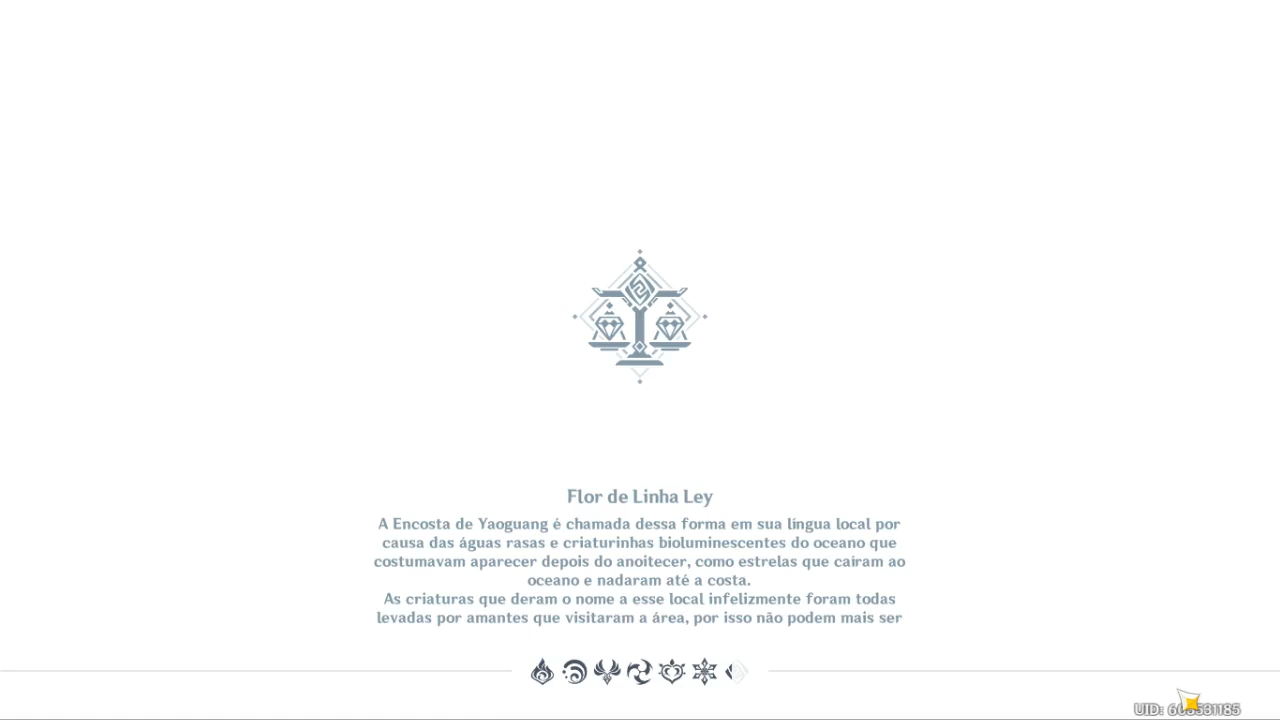 Flor de Linha Ley
A Encosta de Yaoguang é chamada dessa forma em sua língua local por
causa das águas rasas e criaturinhas bioluminescentes do oceano que
costumavam aparecer depois do anoitecer, como estrelas que caíram ao
oceano e nadaram até a costa.
As criaturas que deram o nome a esse local infelizmente foram todas
levadas por amantes que visitaram a área, por isso não podem mais ser
UID: